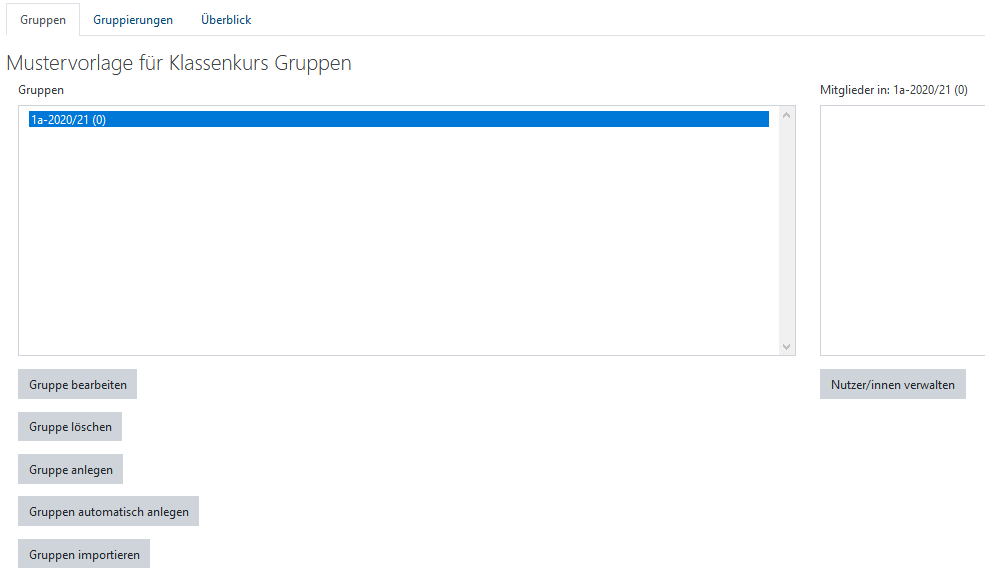 Gruppen Gruppierungen Überblick
Mustervorlage für Klassenkurs Gruppen
Gruppen
Mitglieder in: 1a-2020/21 (0)
1a-2020/21 (0)
Gruppe bearbeiten
Nutzer/innen verwalten
Gruppe löschen
Gruppe anlegen
Gruppen automatisch anlegen
Gruppen importieren